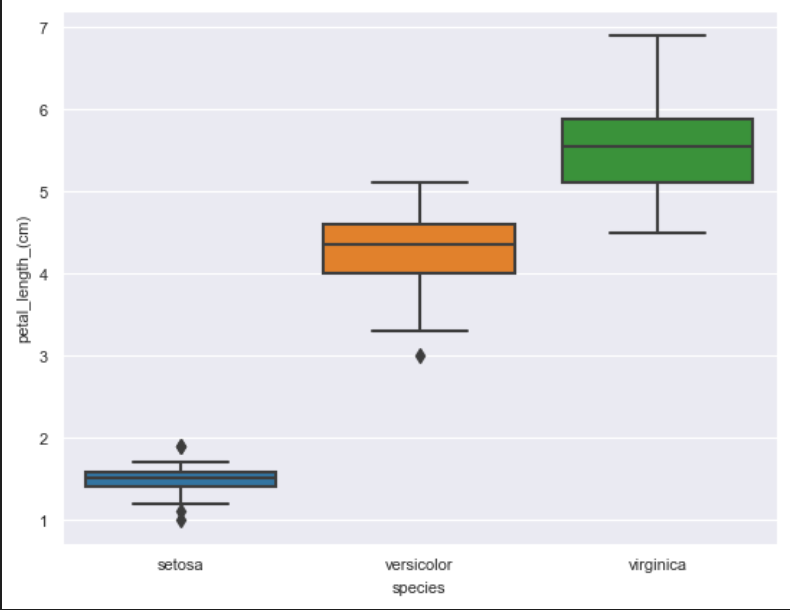 7
6
5
4
3
2
1
petal_length_(cm)
setosa versicolor virginica
species